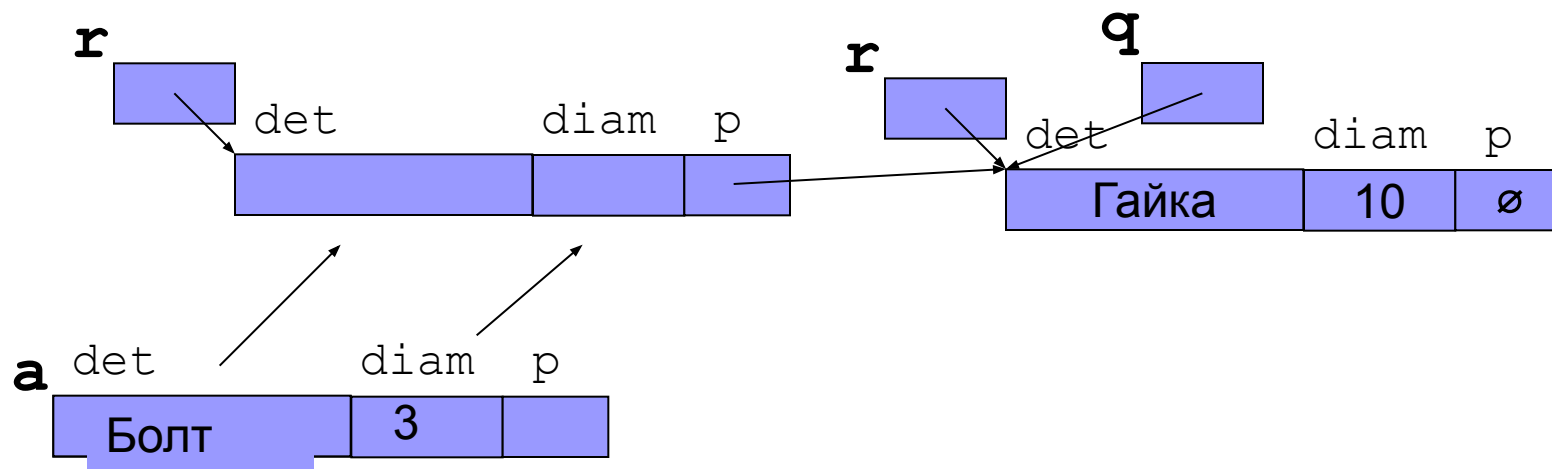 r r q
det diam p det diam p
Гайка 10 ∅
a det diam p
Болт 3